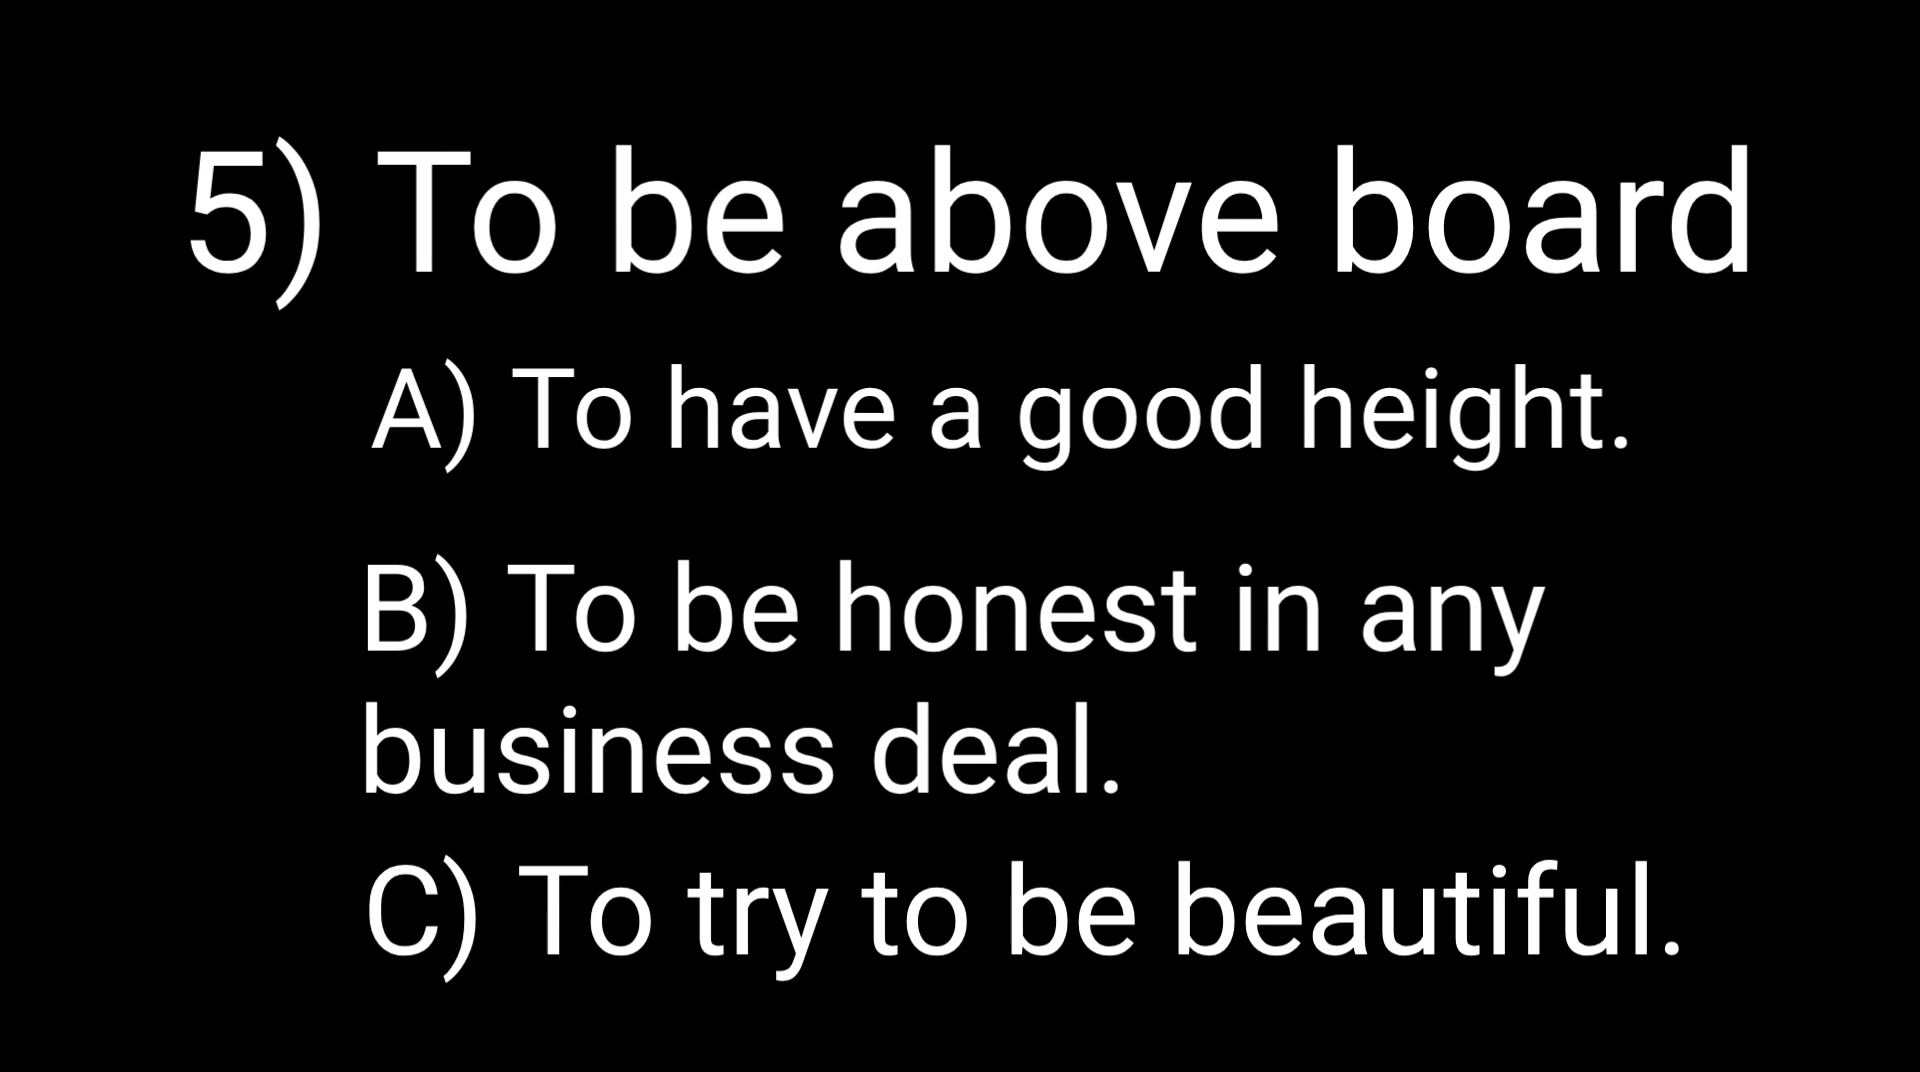 5) To be above board
A) To have a good height.
B) To be honest in any
business deal.
C) To try to be beautiful.